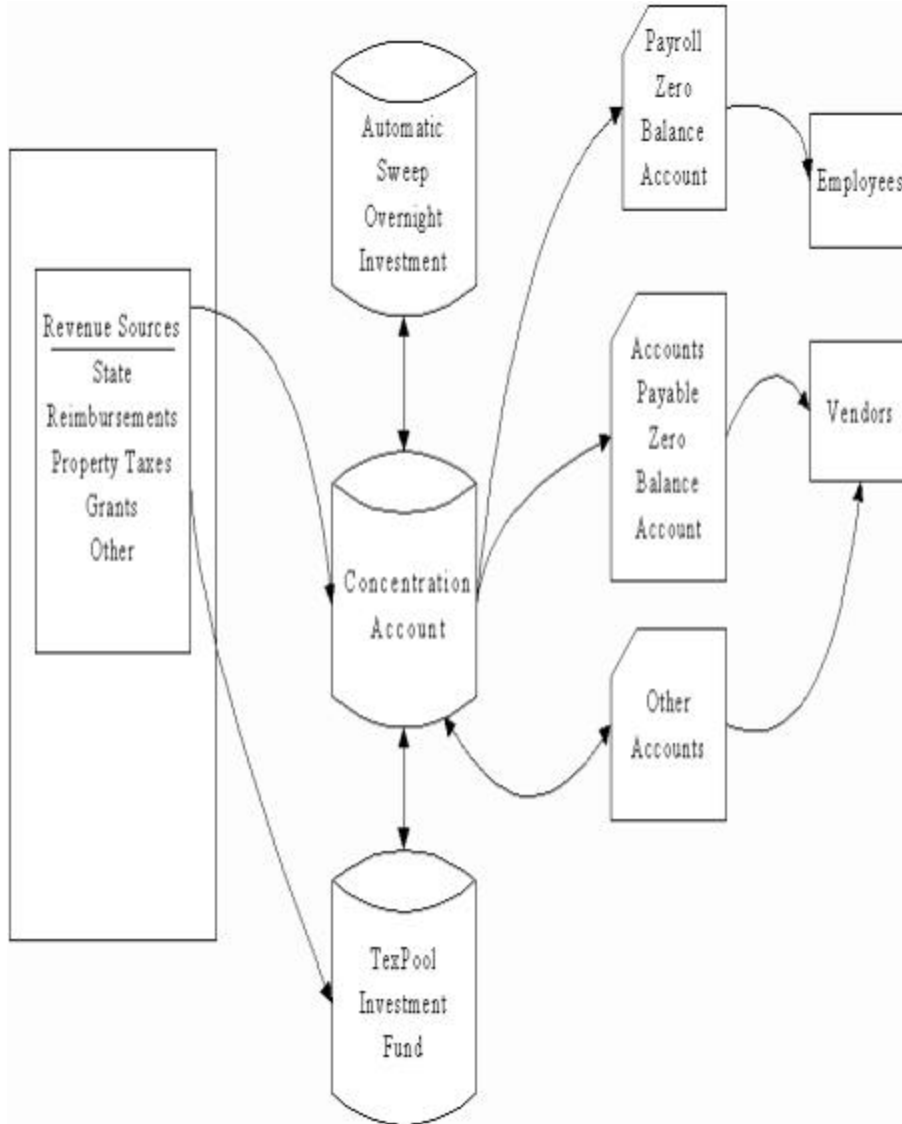 Revenue Sources
State
Reimbursements
Property Taxes
Grants
Other
Automatic
Sweep
Overnight
Investment
Concentration
Account
TexPool
Investment
Fund
Payroll
Zero
Balance
Account
Employees
Accounts
Payable
Zero
Balance
Account
Vendors
Other
Accounts